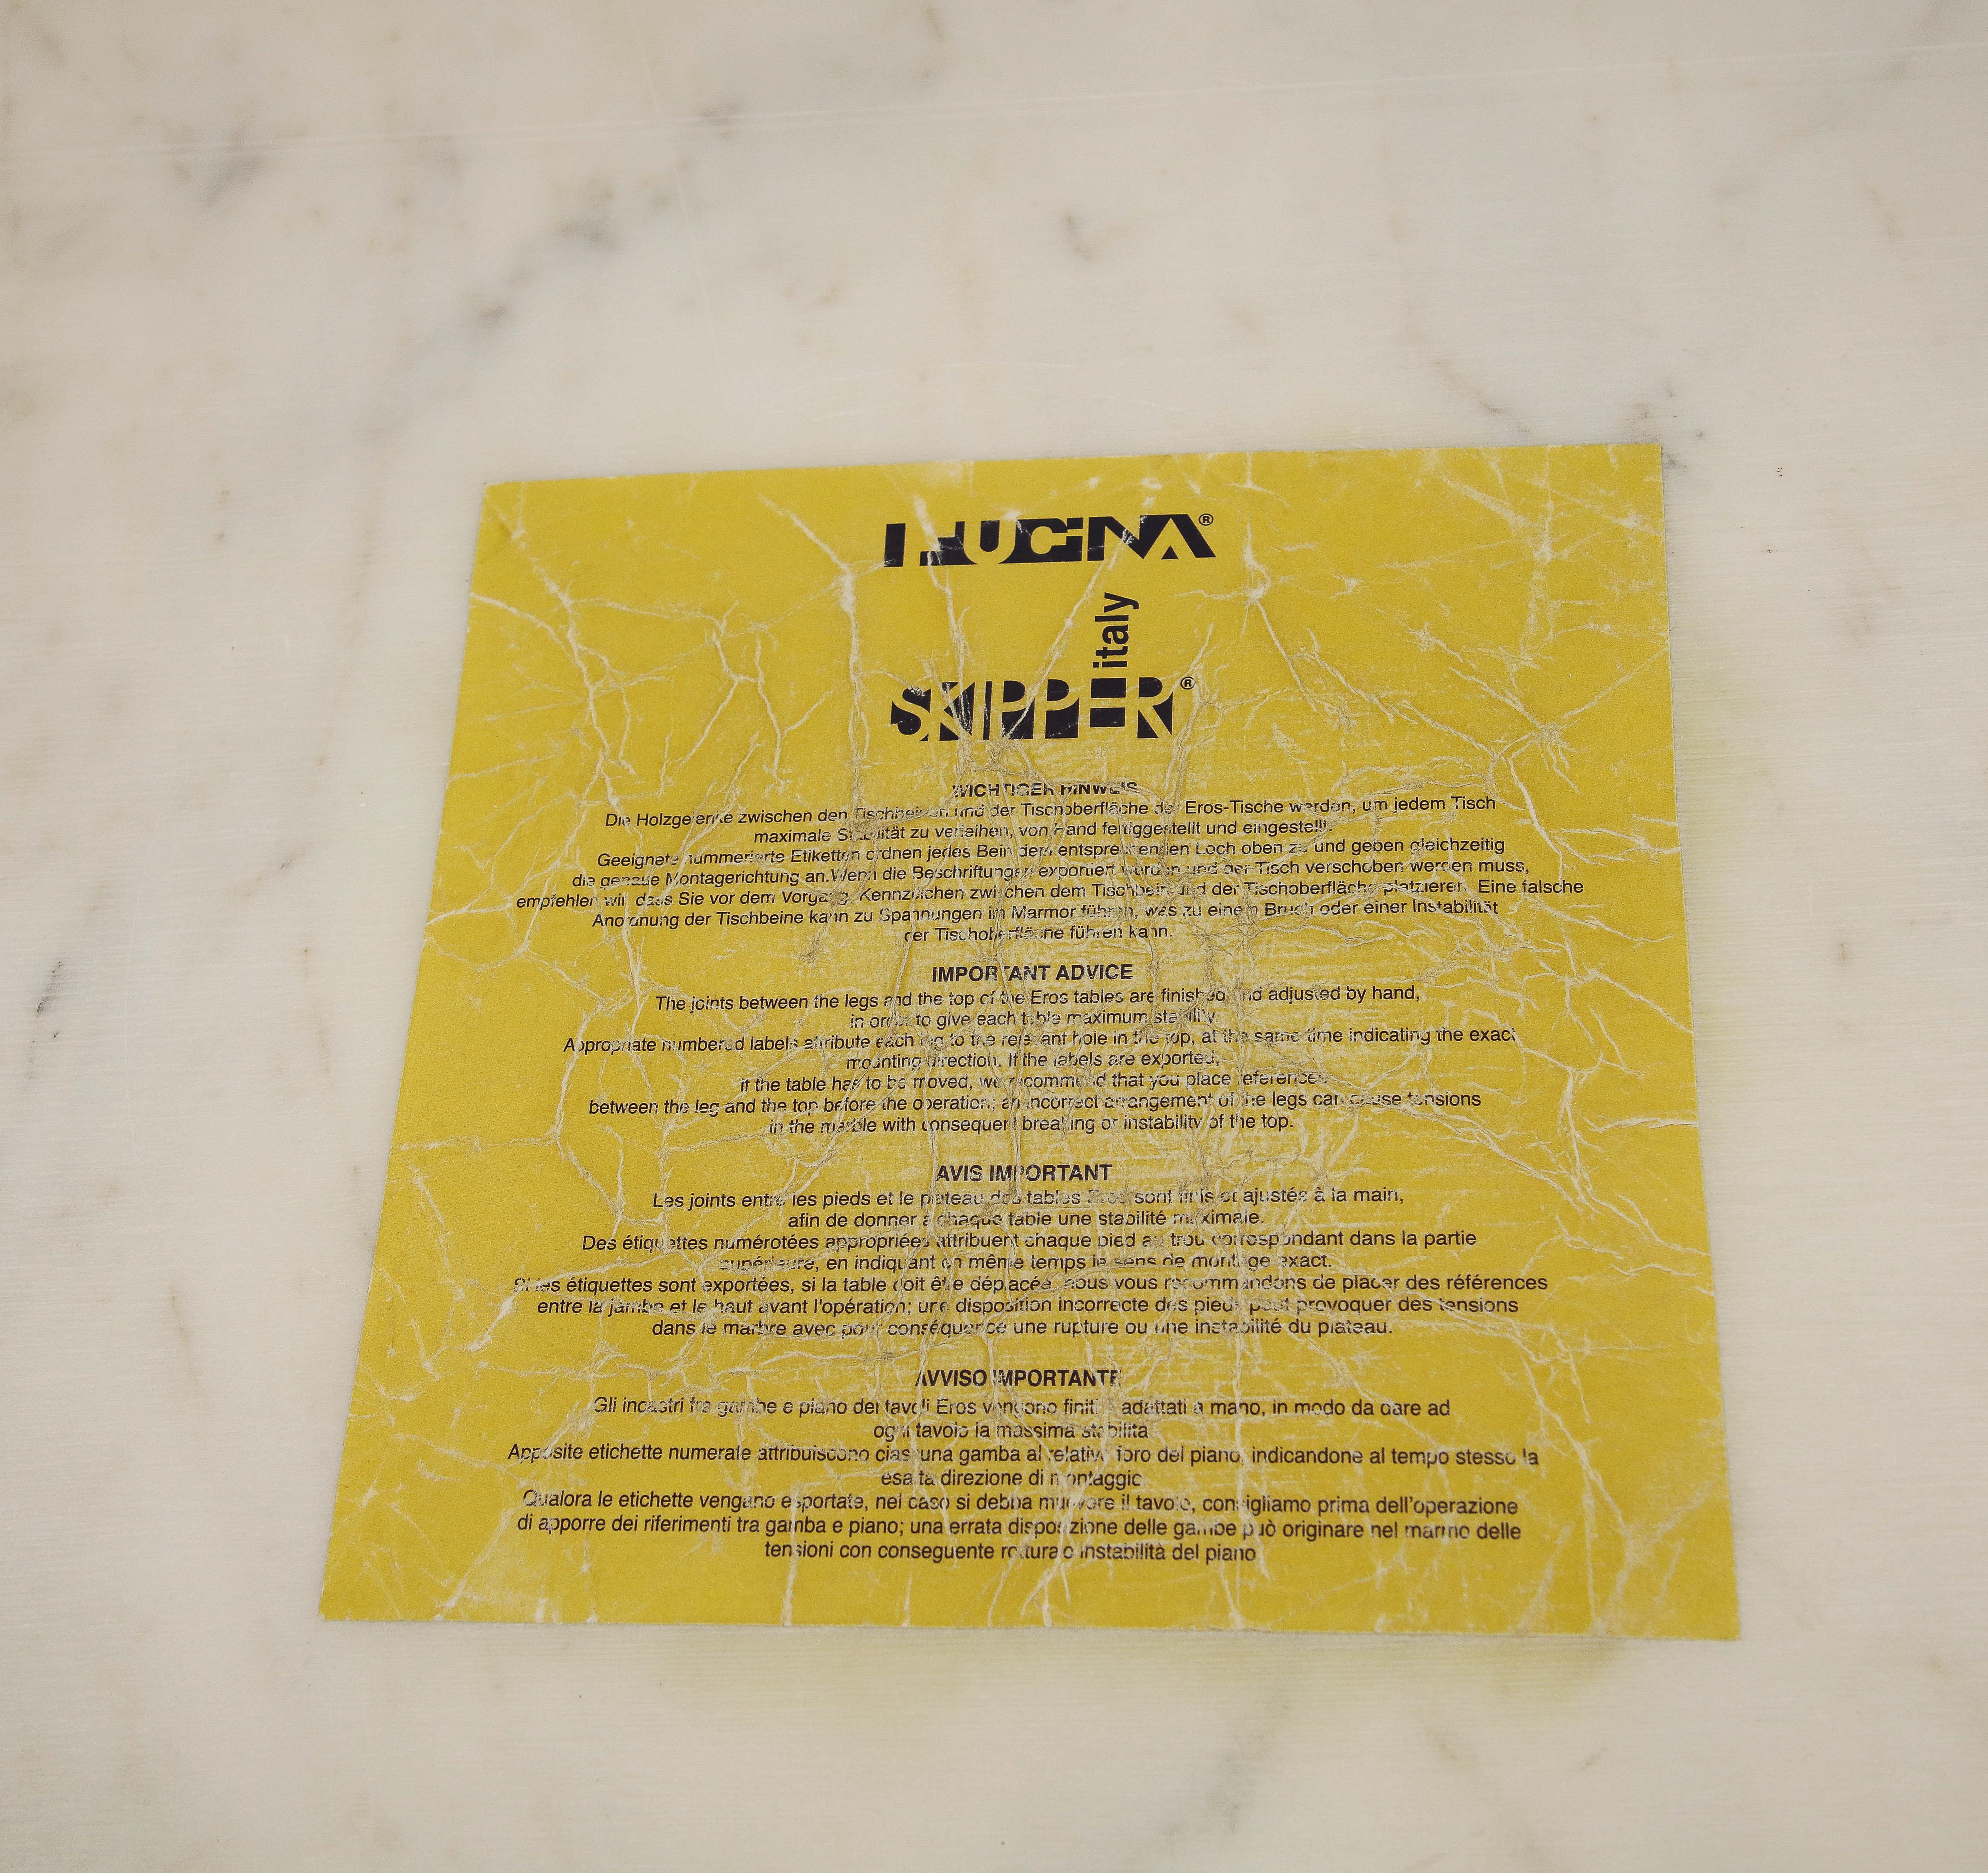 FUCINA®
italy
SKIPPER®
WICHTIGER HINWEIS
Die Holzgelenke zwischen den Tischbeinen und der Tischoberfläche der Eros-Tische werden, um jedem Tisch
maximale Stabilität zu verleihen, von Hand fertiggestellt und eingestellt.
Geeignete nummerierte Etiketten ordnen jedes Bein dem entsprechenden Loch oben zu und geben gleichzeitig
die genaue Montagerichtung an.Wenn die Beschriftungen exportiert wurden und der Tisch verschoben werden muss,
empfehlen wir, dass Sie vor dem Vorgang, Kennzeichen zwischen dem Tischbein und der Tischoberfläche platzieren. Eine falsche
Anordnung der Tischbeine kann zu Spannungen im Marmor führen, was zu einem Bruch oder einer Instabilität
der Tischoberfläche führen kann.
IMPORTANT ADVICE
The joints between the legs and the top of the Eros tables are finished and adjusted by hand,
in order to give each table maximum stability.
Appropriate numbered labels attribute each leg to the relevant hole in the top, at the same time indicating the exact
mounting direction. If the labels are exported,
if the table has to be moved, we recommend that you place references
between the leg and the top before the operation; an incorrect arrangement of the legs can cause tensions
in the marble with consequent breaking or instability of the top.
AVIS IMPORTANT
Les joints entre les pieds et le plateau des tables Eros sont finis et ajustés à la main,
afin de donner à chaque table une stabilité maximale.
Des étiquettes numérotées appropriées attribuent chaque pied au trou correspondant dans la partie
supérieure, en indiquant en même temps le sens de montage exact.
Si les étiquettes sont exportées, si la table doit être déplacée, nous vous recommandons de placer des références
entre la jambe et le haut avant l'opération; une disposition incorrecte des pieds peut provoquer des tensions
dans le marbre avec pour conséquence une rupture ou une instabilité du plateau.
AVVISO IMPORTANTE
Gli incastri fra gambe e piano dei tavoli Eros vengono finiti e adattati a mano, in modo da dare ad
ogni tavolo la massima stabilita
Apposite etichette numerate attribuiscono ciascuna gamba al relativo foro del piano, indicandone al tempo stesso la
esatta direzione di montaggio
Qualora le etichette vengano esportate, nel caso si debba muovere il tavolo, consigliamo prima dell'operazione
di apporre dei riferimenti tra gamba e piano; una errata disposizione delle gambe può originare nel marmo delle
tensioni con conseguente rottura o instabilità del piano